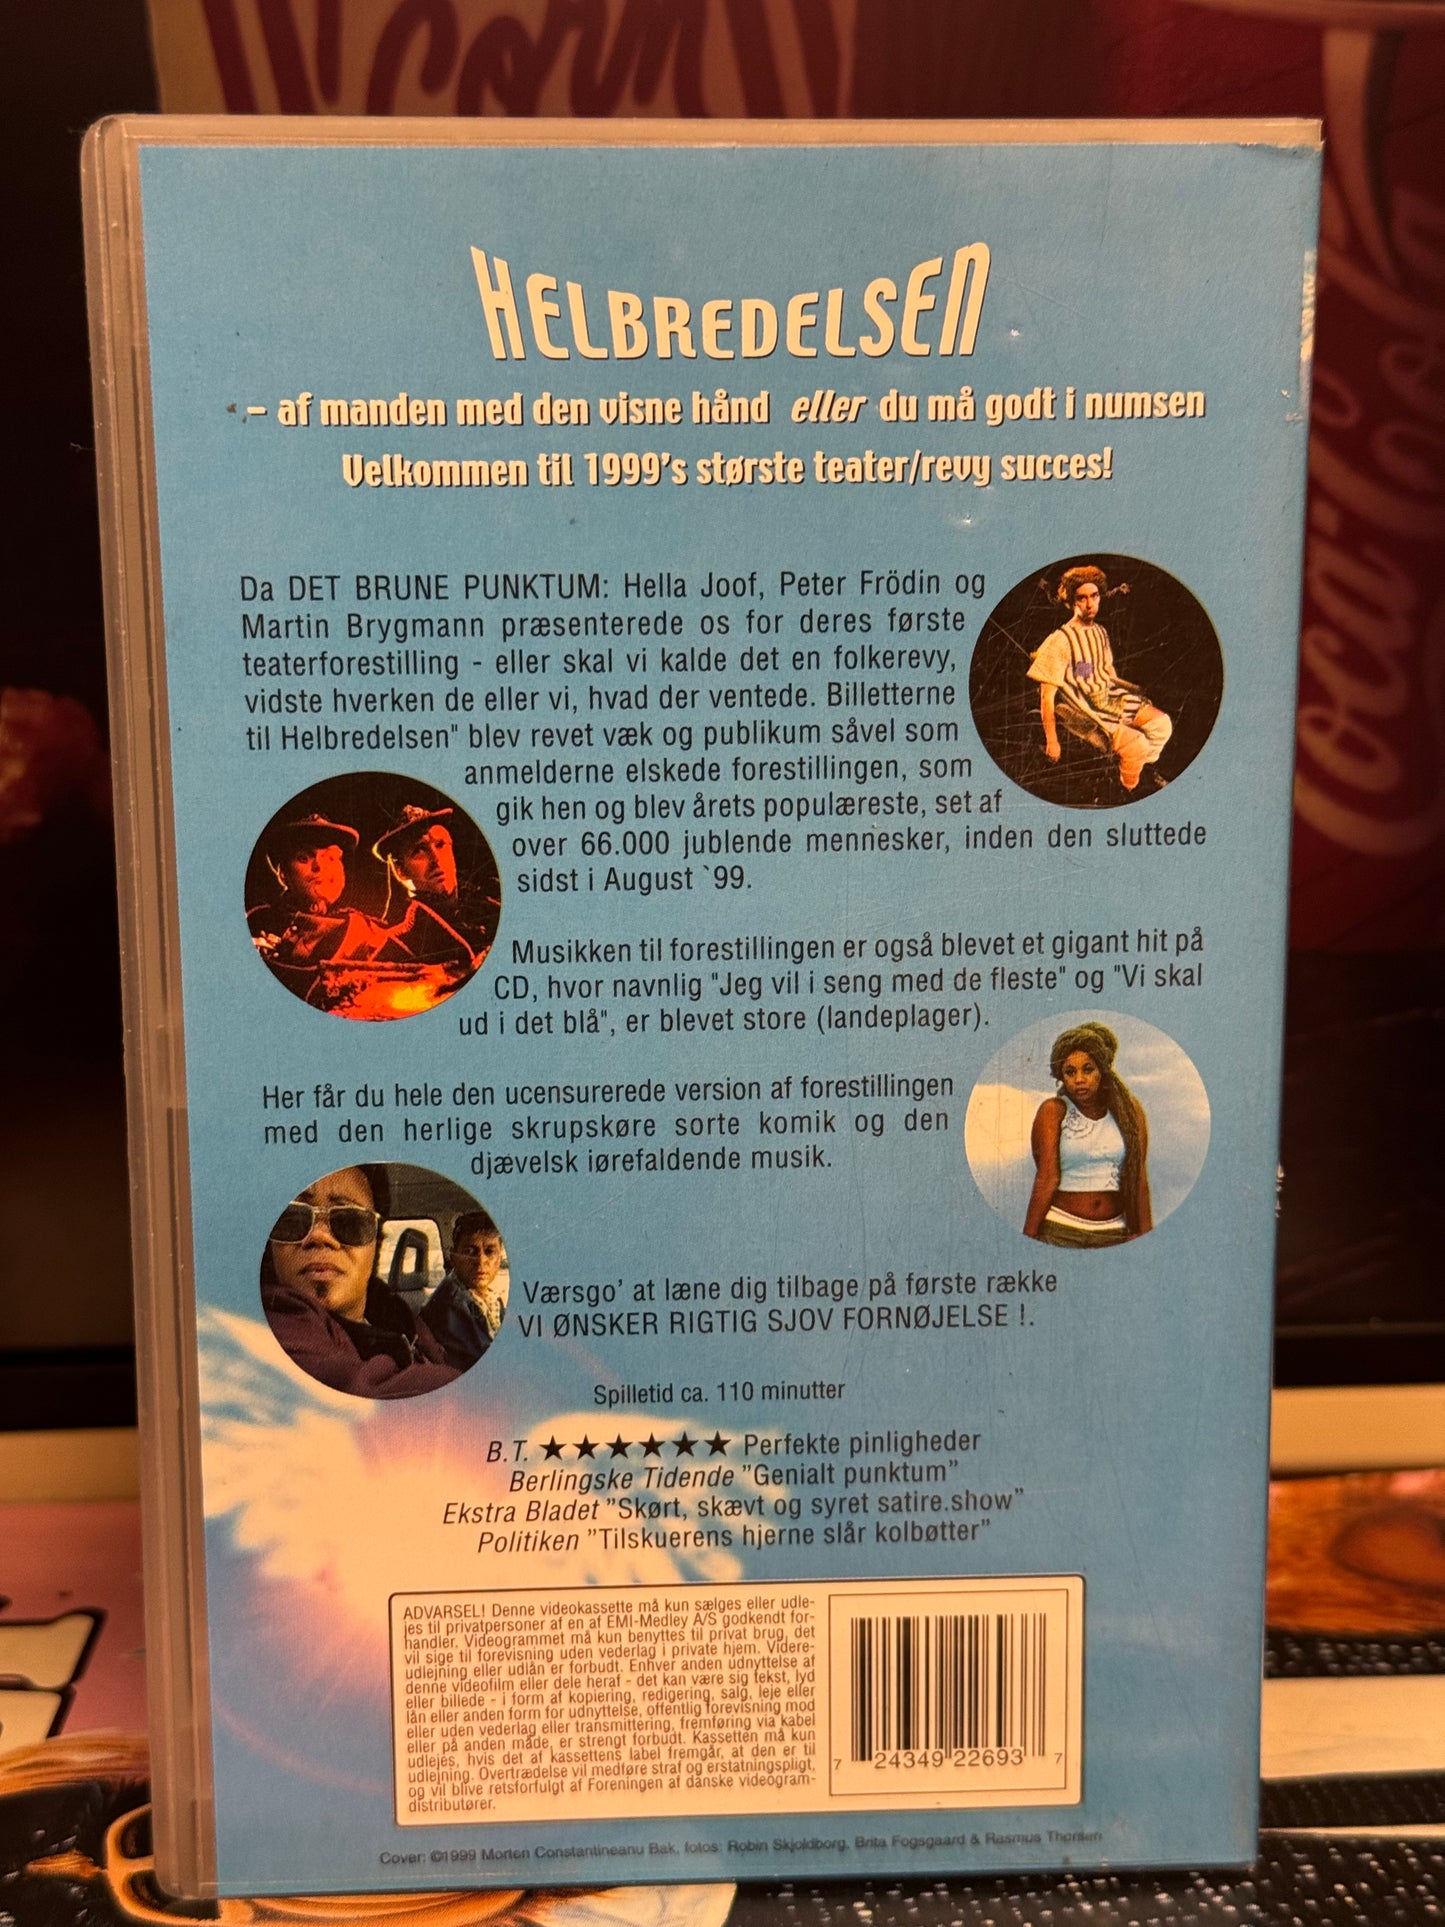 HELBREDELSEN
– af manden med den visne hånd eller du må godt i numsen
Velkommen til 1999's største teater/revy succes!
Da DET BRUNE PUNKTUM: Hella Joof, Peter Frödin og
Martin Brygmann præsenterede os for deres første
teaterforestilling - eller skal vi kalde det en folkerevy,
vidste hverken de eller vi, hvad der ventede. Billetterne
til Helbredelsen" blev revet væk og publikum såvel som
anmelderne elskede forestillingen, som
gik hen og blev årets populæreste, set af
over 66.000 jublende mennesker, inden den sluttede
sidst i August `99.
Musikken til forestillingen er også blevet et gigant hit på
CD, hvor navnlig "Jeg vil i seng med de fleste" og "Vi skal
ud i det blå", er blevet store (landeplager).
Her får du hele den ucensurerede version af forestillingen
med den herlige skrupskøre sorte komik og den
djævelsk iørefaldende musik.
Værsgo' at læne dig tilbage på første række
VI ØNSKER RIGTIG SJOV FORNØJELSE !.
Spilletid ca. 110 minutter
B.T. ★★★★★★ Perfekte pinligheder
Berlingske Tidende "Genialt punktum"
Ekstra Bladet "Skørt, skævt og syret satire.show"
Politiken "Tilskuerens hjerne slår kolbøtter"
ADVARSEL! Denne videokassette må kun sælges eller udle-
jes til privatpersoner af en af EMI-Medley A/S godkendt for-
handler. Videogrammet må kun benyttes til privat brug, det
vil sige til forevisning uden vederlag i private hjem. Videre-
udlejning eller udlån er forbudt. Enhver anden udnyttelse af
denne videofilm eller dele heraf - det kan være sig tekst, lyd
eller billede - i form af kopiering, redigering, salg, leje eller
lån eller anden form for udnyttelse, offentlig forevisning mod
eller uden vederlag eller transmittering, fremføring via kabel
eller på anden måde, er strengt forbudt. Kassetten må kun
udlejes, hvis det af kassettens label fremgår, at den er til
udlejning. Overtrædelse vil medføre straf og erstatningspligt,
og vil blive retsforfulgt af Foreningen af danske videogram-
distributører.
7 24349 22693 7
Cover: ©1999 Morten Constantineanu Bak, fotos: Robin Skjoldborg, Brita Fogsgaard & Rasmus Thorsen
Coca-Cola